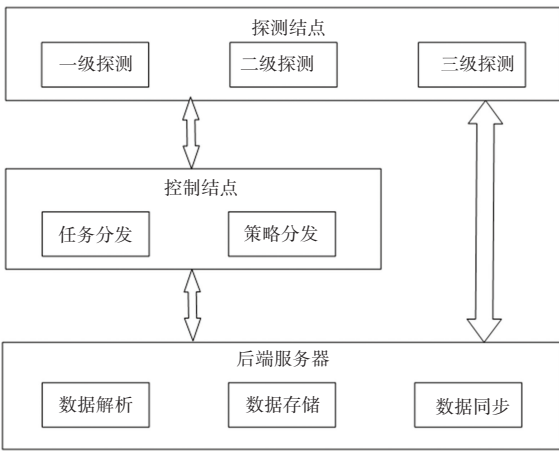 探测结点
一级探测
二级探测
三级探测
控制结点
任务分发
策略分发
后端服务器
数据解析
数据存储
数据同步